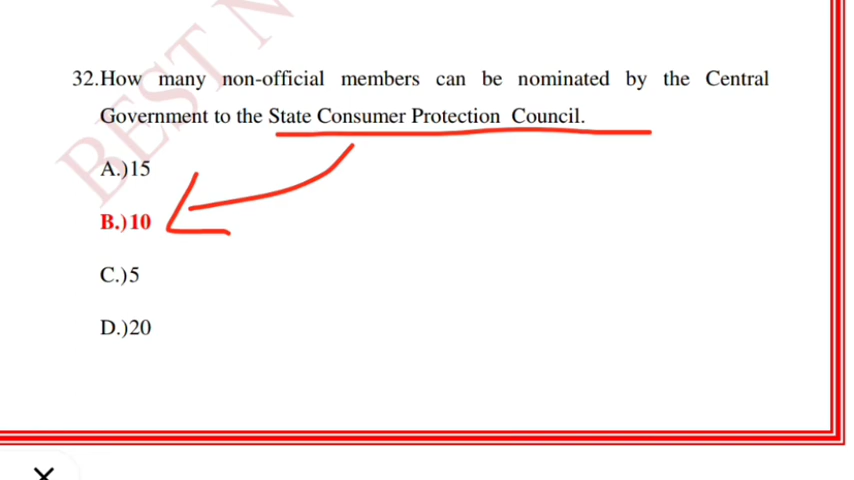 BEST N
32.How many non-official members can be nominated by the Central
Government to the State Consumer Protection Council.
A.)15
B.)10
C.)5
D.)20